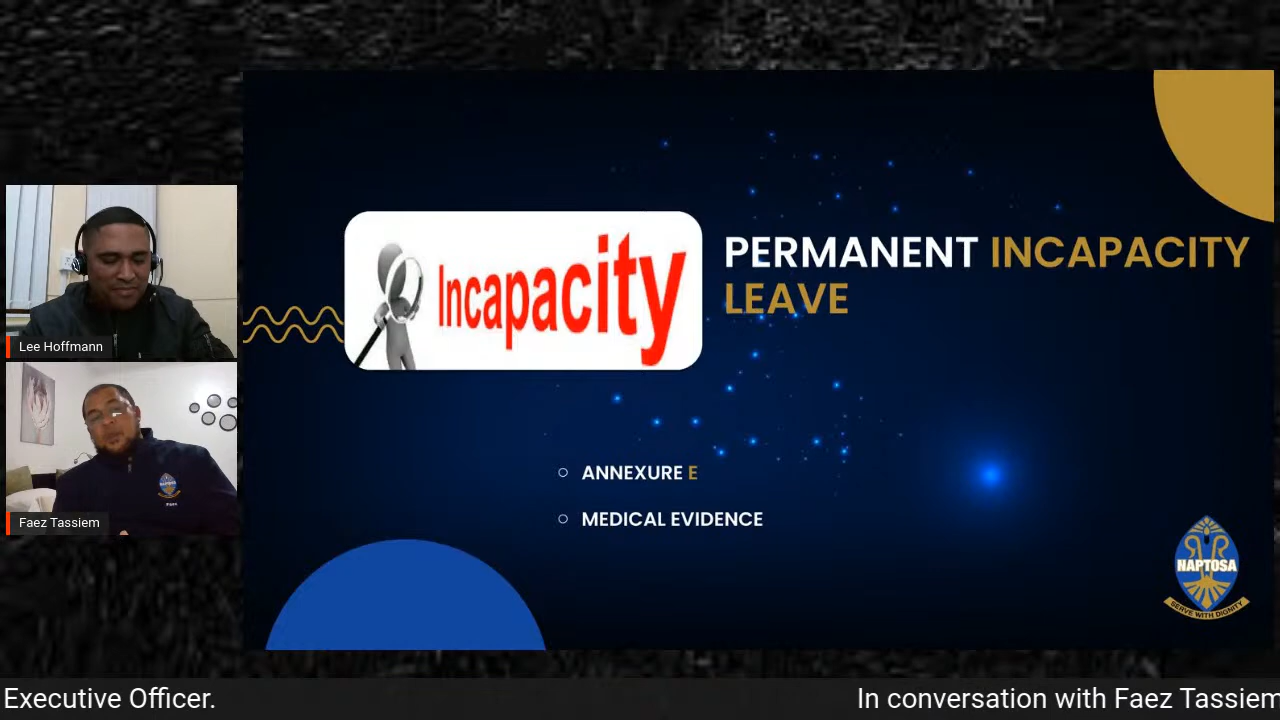 Incapacity
PERMANENT INCAPACITY
LEAVE
Lee Hoffmann
Faez Tassiem
ANNEXURE E
MEDICAL EVIDENCE
NAPTOSA
SERVE WITH DIGNITY
Executive Officer.
In conversation with Faez Tassiem